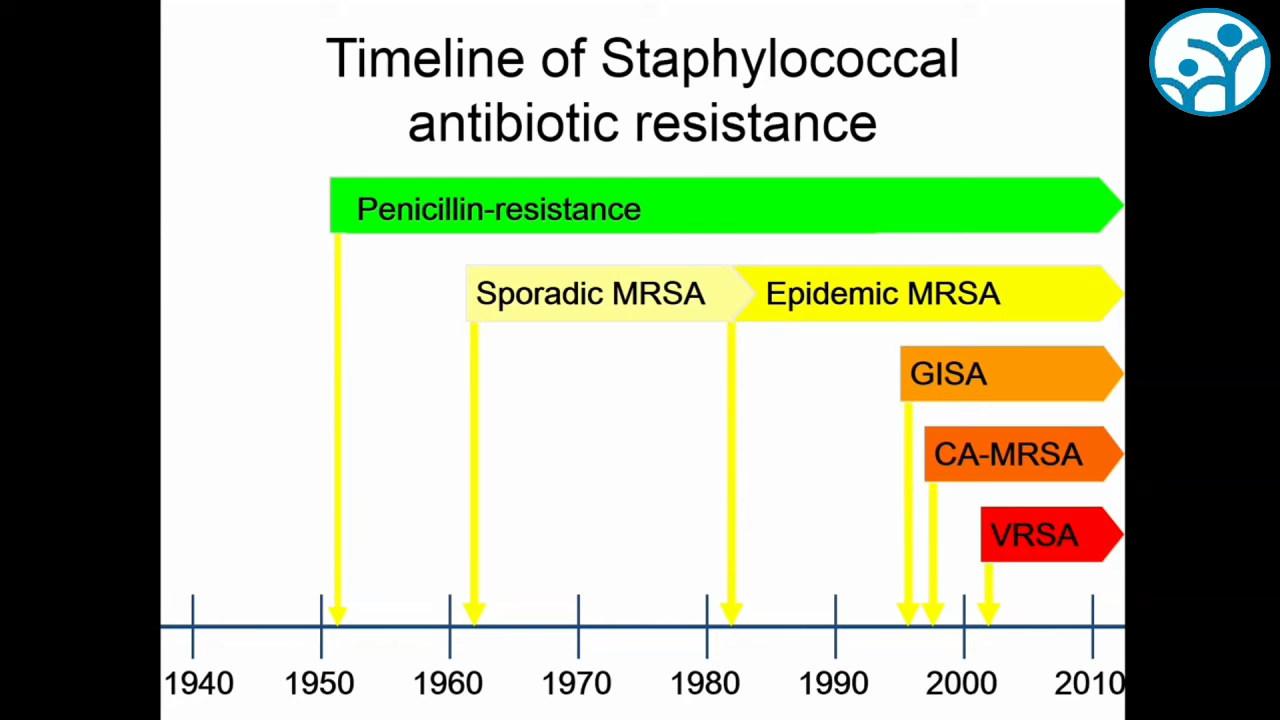 Timeline of Staphylococcal
antibiotic resistance
Penicillin-resistance
Sporadic MRSA
Epidemic MRSA
GISA
CA-MRSA
VRSA
1940 1950 1960 1970 1980 1990 2000 2010